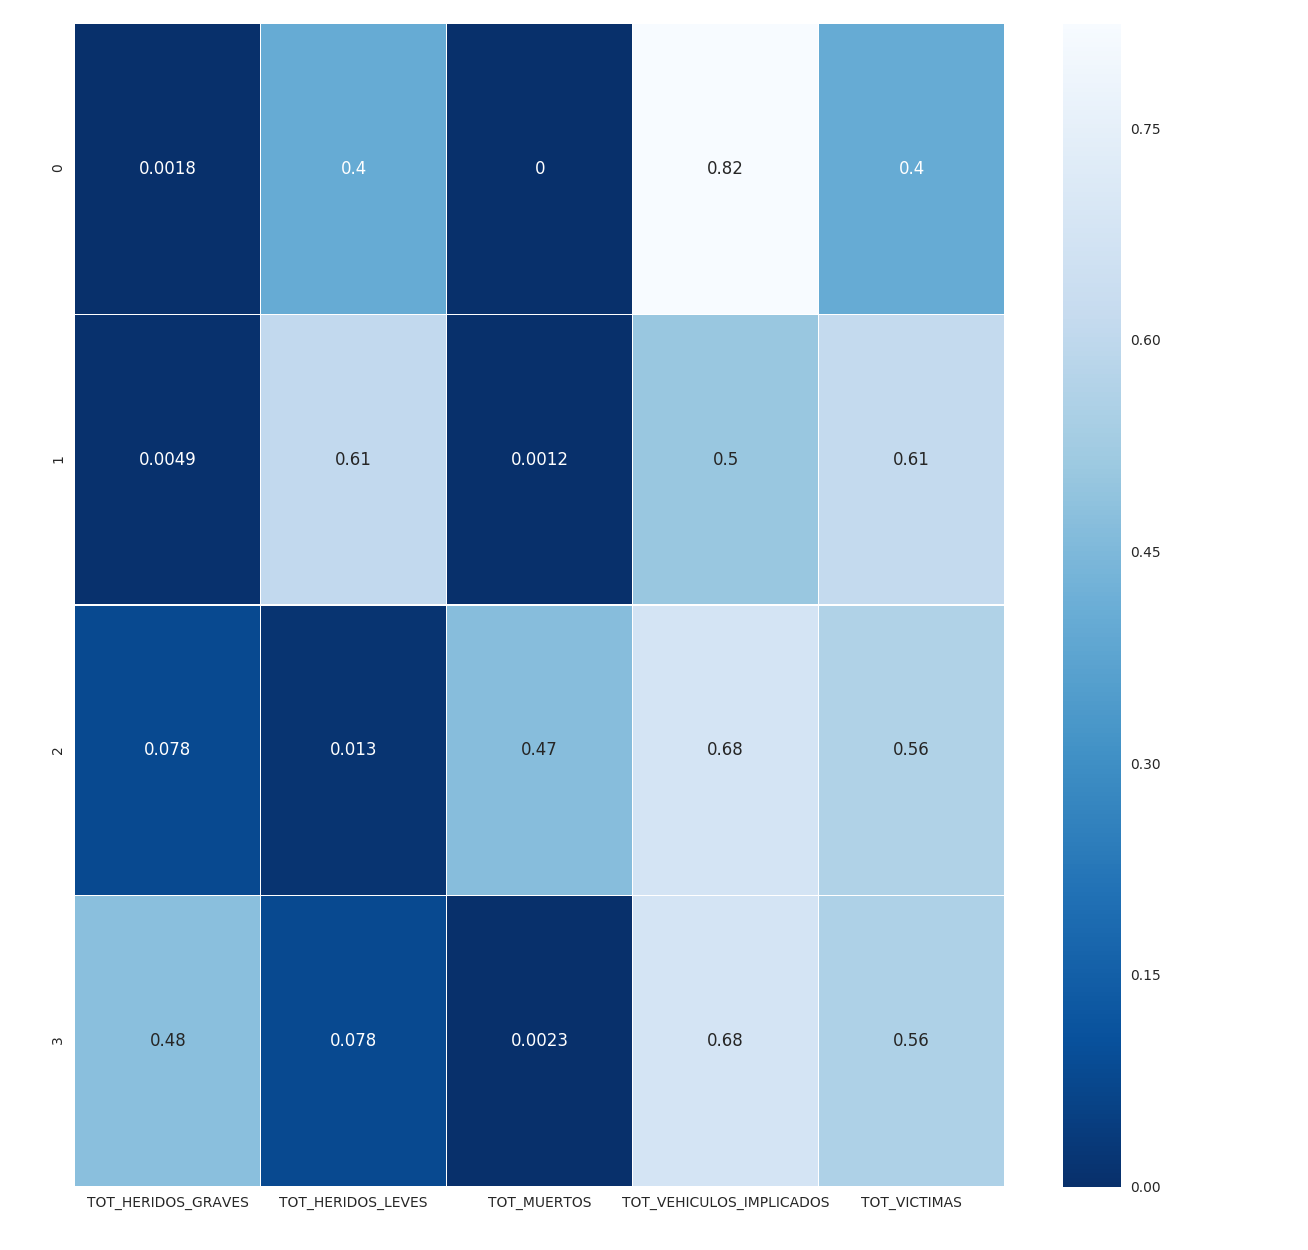 0 0.0018 0.4 0 0.82 0.4
1 0.0049 0.61 0.0012 0.5 0.61
2 0.078 0.013 0.47 0.68 0.56
3 0.48 0.078 0.0023 0.68 0.56
TOT_HERIDOS_GRAVES TOT_HERIDOS_LEVES TOT_MUERTOS TOT_VEHICULOS_IMPLICADOS TOT_VICTIMAS
0.75
0.60
0.45
0.30
0.15
0.00